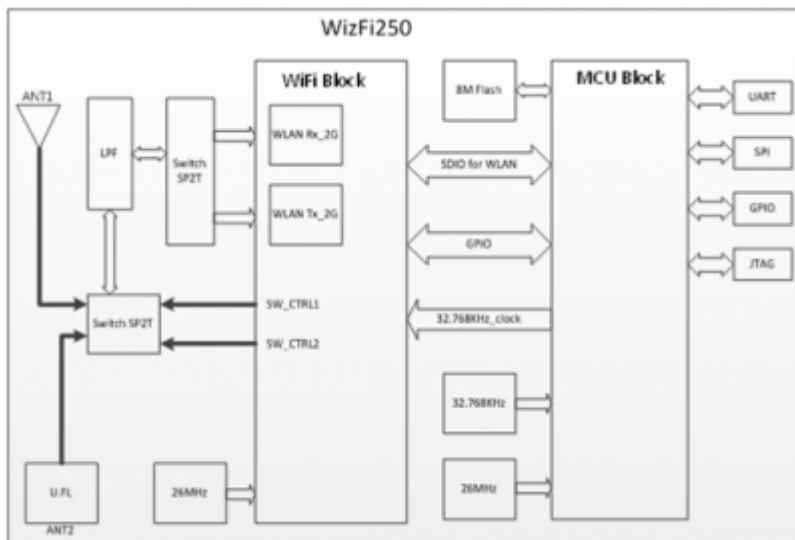 WizFi250
ANT1
LPF
Switch
SP2T
WiFi Block
WLAN Rx_2G
WLAN Tx_2G
SW_CTRL1
SW_CTRL2
Switch SP2T
U.FL
ANT2
26MHz
8M Flash
SDIO for WLAN
GPIO
32.768KHz_clock
32.768KHz
26MHz
MCU Block
UART
SPI
GPIO
JTAG